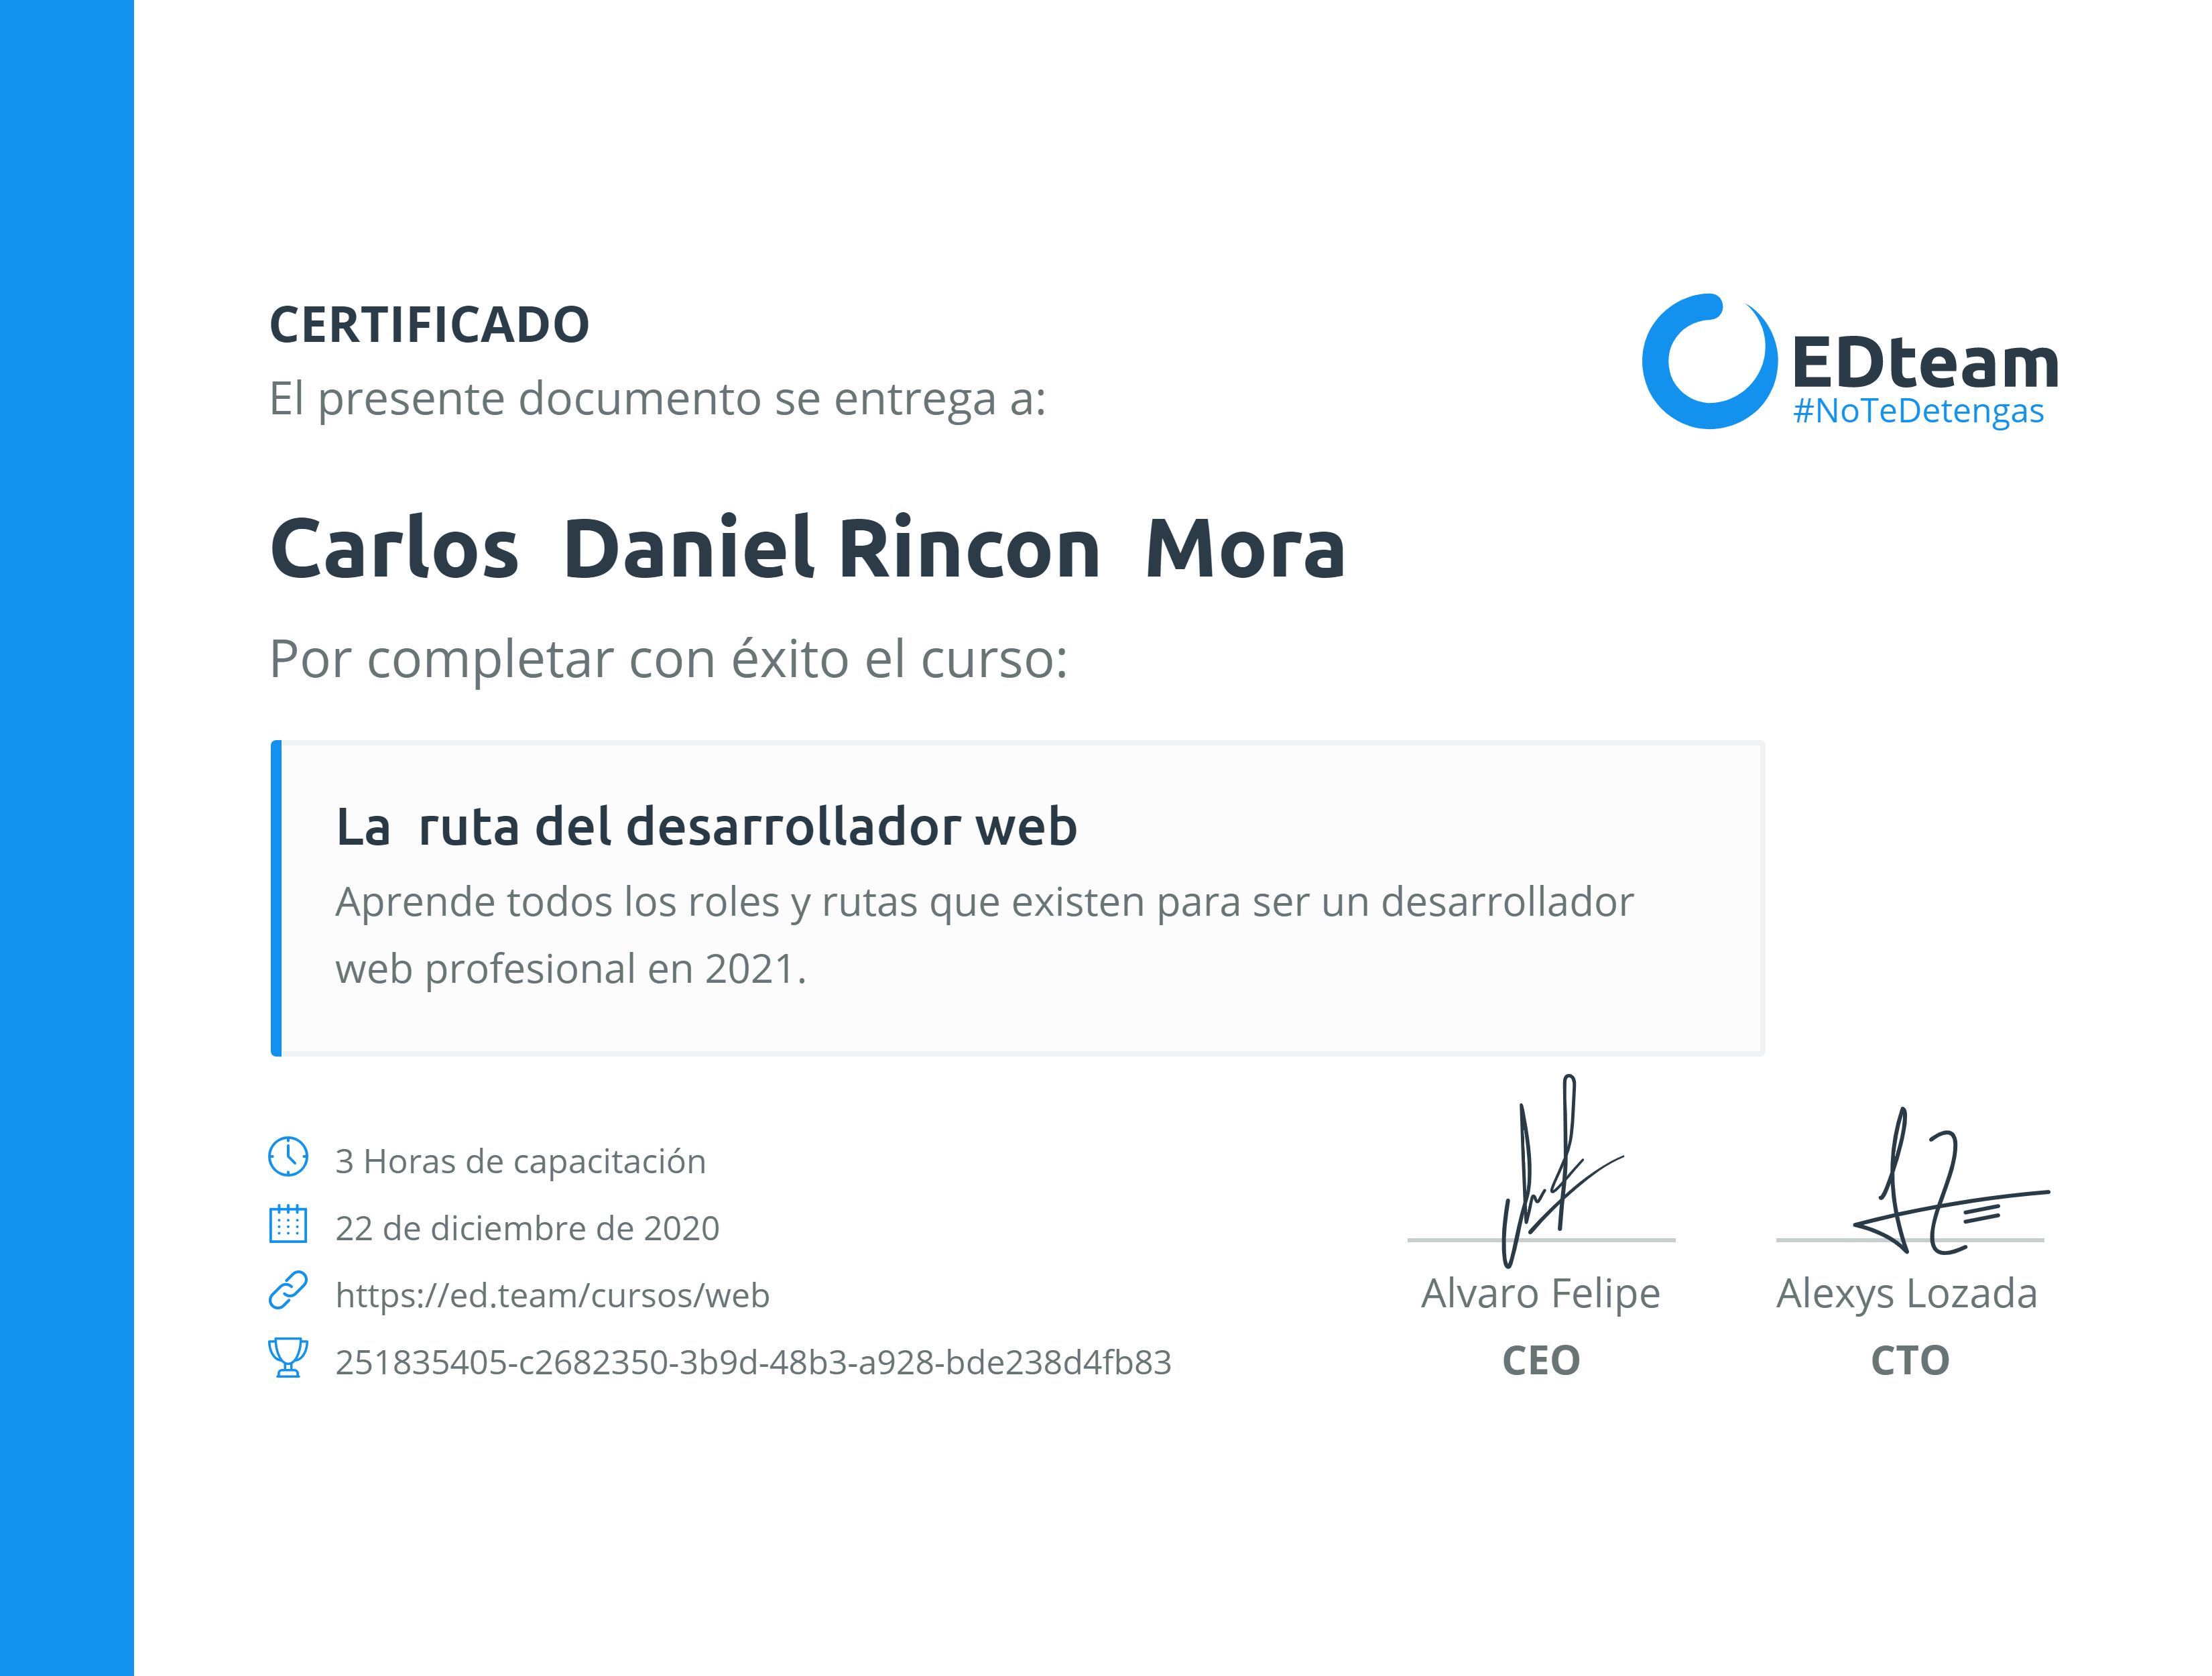 CERTIFICADO
El presente documento se entrega a:
EDteam
#NoTeDetengas
Carlos  Daniel Rincon  Mora
Por completar con éxito el curso:
La  ruta del desarrollador web
Aprende todos los roles y rutas que existen para ser un desarrollador
web profesional en 2021.
3 Horas de capacitación
22 de diciembre de 2020
https://ed.team/cursos/web
251835405-c2682350-3b9d-48b3-a928-bde238d4fb83
Alvaro Felipe
CEO
Alexys Lozada
CTO